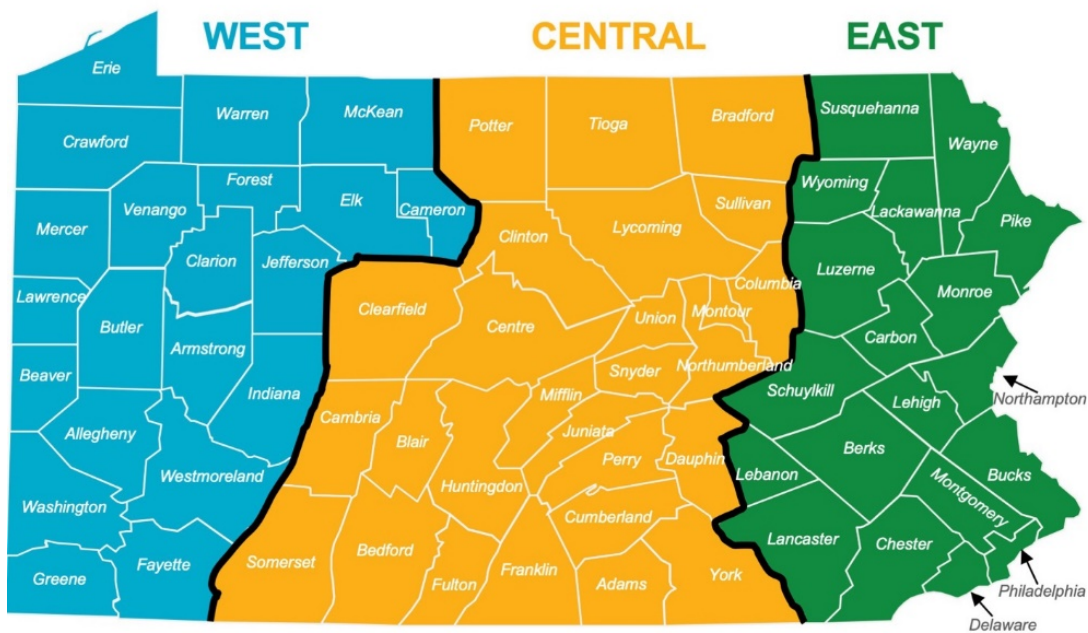 WEST
CENTRAL
EAST
Erie
Warren
McKean
Potter
Tioga
Bradford
Susquehanna
Wayne
Crawford
Forest
Elk
Cameron
Wyoming
Lackawanna
Pike
Mercer
Venango
Clarion
Jefferson
Clinton
Lycoming
Sullivan
Luzerne
Monroe
Lawrence
Butler
Armstrong
Clearfield
Centre
Union
Montour
Columbia
Carbon
Beaver
Indiana
Snyder
Northumberland
Schuylkill
Lehigh
Northampton
Allegheny
Cambria
Blair
Mifflin
Juniata
Perry
Dauphin
Lebanon
Berks
Bucks
Westmoreland
Huntingdon
Montgomery
Washington
Cumberland
Lancaster
Chester
Greene
Fayette
Somerset
Bedford
Fulton
Franklin
Adams
York
Philadelphia
Delaware